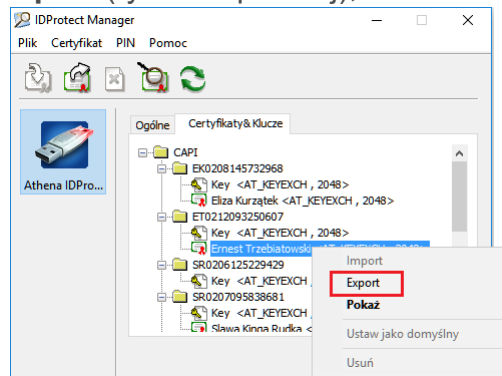 IDProtect Manager
Plik Certyfikat PIN Pomoc
Athena IDPro...
Ogólne Certyfikaty&Klucze
CAPI
EK0208145732968
Key <AT_KEYEXCH , 2048>
Eliza Kurzątek <AT_KEYEXCH , 2048>
ET0212093250607
Key <AT_KEYEXCH , 2048>
Ernest Trzebiatowski <AT_KEYEXCH , 2048>
SR0206125229429
Key <AT_KEYEXCH ,
SR0207095838681
Key <AT_KEYEXCH ,
Sława Kinga Rudka <
Import
Export
Pokaż
Ustaw jako domyślny
Usuń